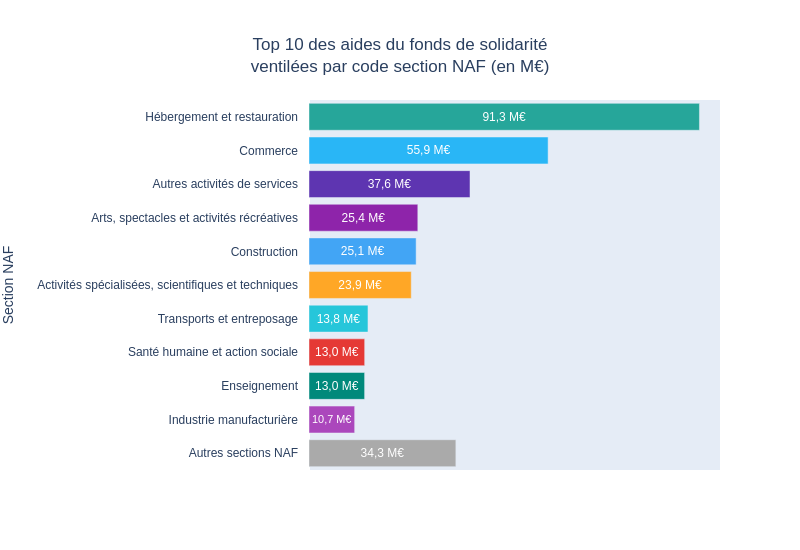 Top 10 des aides du fonds de solidarité
ventilées par code section NAF (en M€)
Section NAF
Hébergement et restauration 91,3 M€
Commerce 55,9 M€
Autres activités de services 37,6 M€
Arts, spectacles et activités récréatives 25,4 M€
Construction 25,1 M€
Activités spécialisées, scientifiques et techniques 23,9 M€
Transports et entreposage 13,8 M€
Santé humaine et action sociale 13,0 M€
Enseignement 13,0 M€
Industrie manufacturière 10,7 M€
Autres sections NAF 34,3 M€